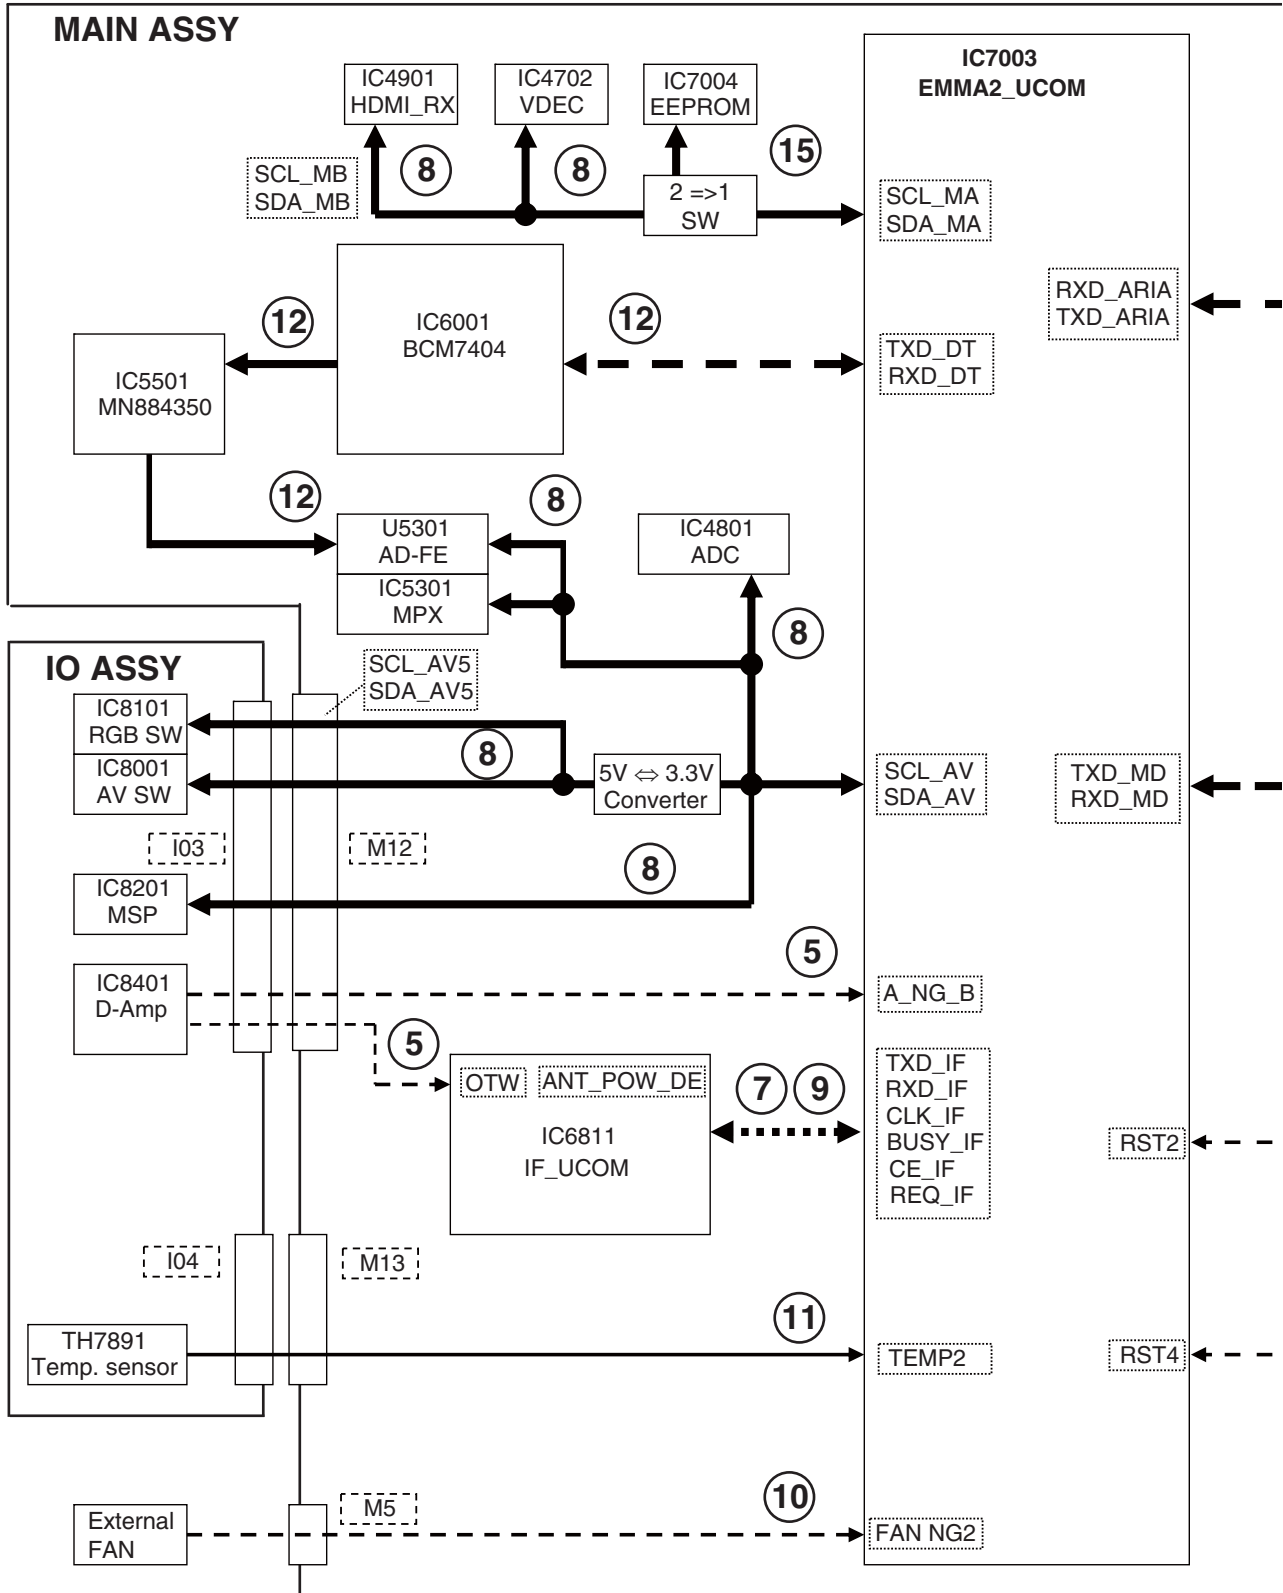 MAIN ASSY
IC7003
EMMA2_UCOM
IC4901
HDMI_RX
IC4702
VDEC
IC7004
EEPROM
15
8
8
SCL_MB
SDA_MB
2 =>1
SW
SCL_MA
SDA_MA
RXD_ARIA
TXD_ARIA
12
IC6001
BCM7404
12
TXD_DT
RXD_DT
IC5501
MN884350
12
8
U5301
AD-FE
IC4801
ADC
IC5301
MPX
8
IO ASSY
SCL_AV5
SDA_AV5
IC8101
RGB SW
8
IC8001
AV SW
5V ⇔ 3.3V
Converter
SCL_AV
SDA_AV
TXD_MD
RXD_MD
I03
M12
8
IC8201
MSP
5
IC8401
D-Amp
A_NG_B
5
OTW
ANT_POW_DE
7
9
TXD_IF
RXD_IF
CLK_IF
BUSY_IF
CE_IF
REQ_IF
IC6811
IF_UCOM
RST2
I04
M13
11
TH7891
Temp. sensor
TEMP2
RST4
M5
10
External
FAN
FAN NG2